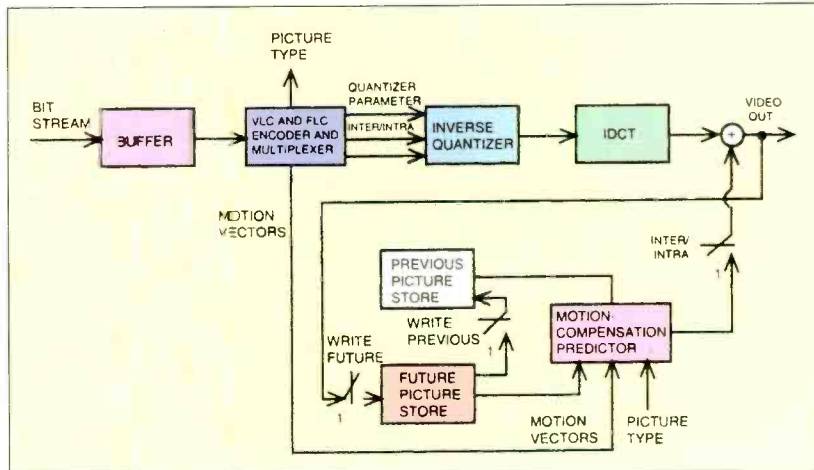 PICTURE
TYPE
QUANTIZER
PARAMETER
BIT
STREAM
BUFFER
VLC AND FLC
ENCODER AND
MULTIPLEXER
INTER/INTRA
INVERSE
QUANTIZER
IDCT
+
VIDEO
OUT
MOTION
VECTORS
INTER/
INTRA
1
PREVIOUS
PICTURE
STORE
WRITE
PREVIOUS
1
MOTION-
COMPENSATION
PREDICTOR
WRITE
FUTURE
1
FUTURE
PICTURE
STORE
MOTION
VECTORS
PICTURE
TYPE